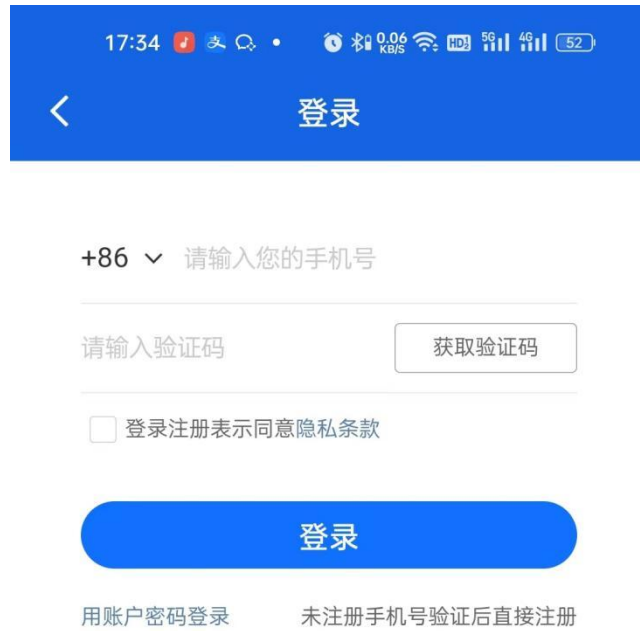 17:34 0.06 KB/S HD2 5G 4G 52
登录
+86 请输入您的手机号
请输入验证码 获取验证码
登录注册表示同意隐私条款
登录
用账户密码登录 未注册手机号验证后直接注册